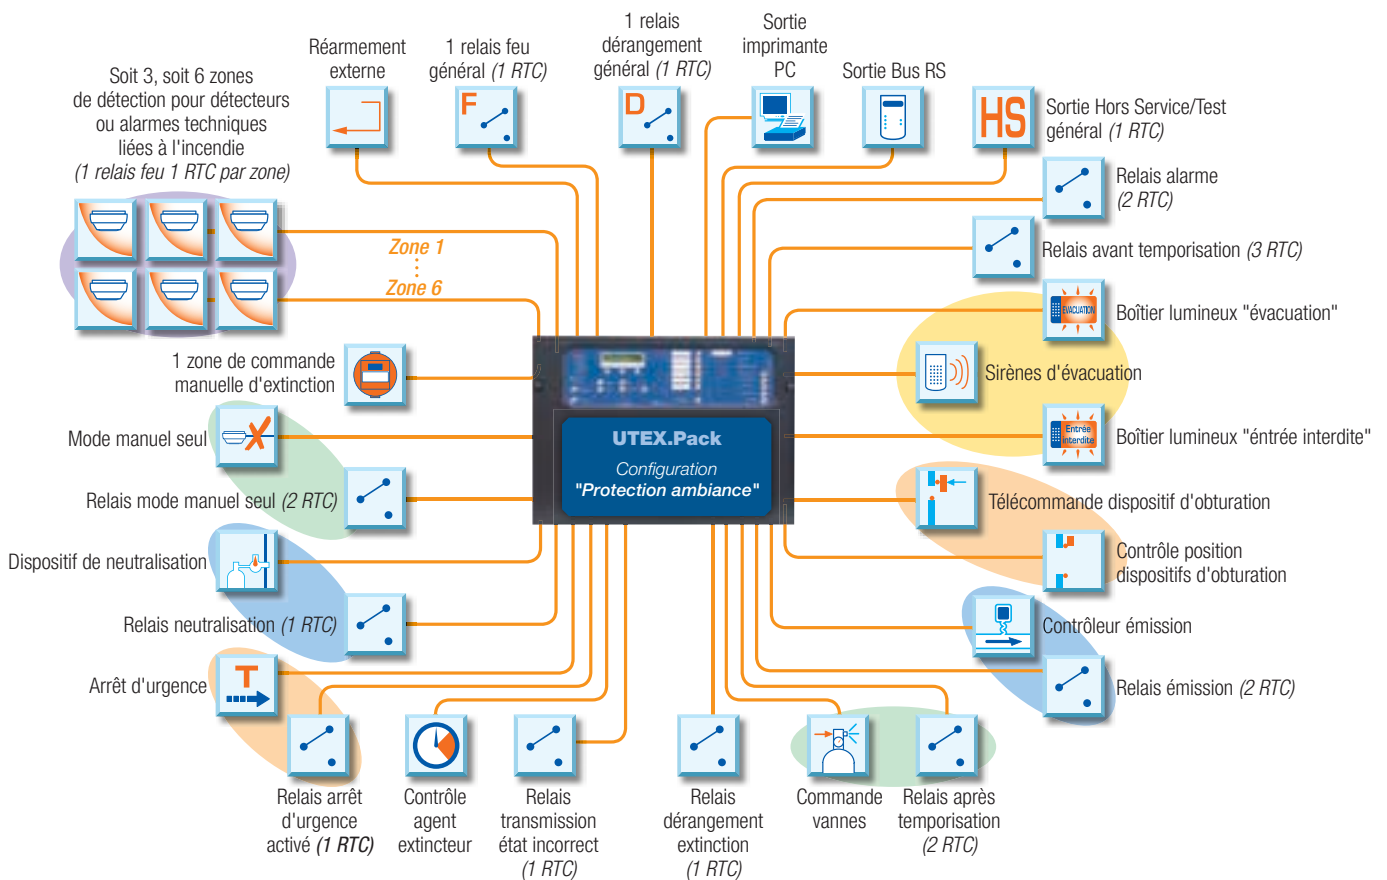 Soit 3, soit 6 zones
de détection pour détecteurs
ou alarmes techniques
liées à l'incendie
(1 relais feu 1 RTC par zone)
Réarmement
externe
1 relais feu
général (1 RTC)
F
1 relais
dérangement
général (1 RTC)
D
Sortie
imprimante
PC
Sortie Bus RS
HS
Sortie Hors Service/Test
général (1 RTC)
Relais alarme
(2 RTC)
Relais avant temporisation (3 RTC)
Zone 1
Zone 6
EVACUATION
Boîtier lumineux "évacuation"
1 zone de commande
manuelle d'extinction
Sirènes d'évacuation
Mode manuel seul
UTEX.Pack
Configuration
"Protection ambiance"
Entrée
interdite
Boîtier lumineux "éntrée interdite"
Relais mode manuel seul (2 RTC)
Télécommande dispositif d'obturation
Dispositif de neutralisation
Contrôle position
dispositifs d'obturation
Relais neutralisation (1 RTC)
Contrôleur émission
Arrêt d'urgence
T
Relais émission (2 RTC)
Relais arrêt
d'urgence
activé (1 RTC)
Contrôle
agent
extincteur
Relais
transmission
état incorrect
(1 RTC)
Relais
dérangement
extinction
(1 RTC)
Commande
vannes
Relais après
temporisation
(2 RTC)